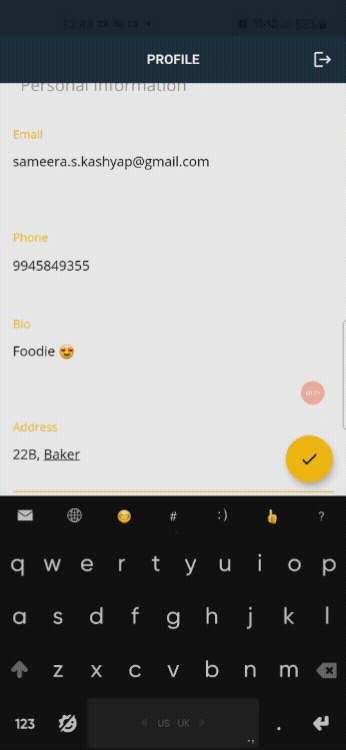 12:43 53%
PROFILE
Personal Information
Email
sameera.s.kashyap@gmail.com
Phone
9945849355
Bio
Foodie 😍
Address
22B, Baker
# :) ?
q w e r t y u i o p
a s d f g h j k l
z x c v b n m
123 US · UK .,  .